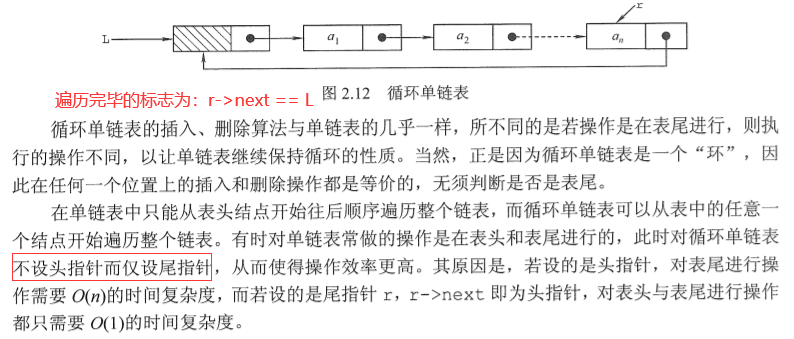 L
a1
a2
an
r
遍历完毕的标志为：r->next == L
图 2.12 循环单链表
循环单链表的插入、删除算法与单链表的几乎一样，所不同的是若操作是在表尾进行，则执
行的操作不同，以让单链表继续保持循环的性质。当然，正是因为循环单链表是一个“环”，因
此在任何一个位置上的插入和删除操作都是等价的，无须判断是否是表尾。
在单链表中只能从表头结点开始往后顺序遍历整个链表，而循环单链表可以从表中的任意一
个结点开始遍历整个链表。有时对单链表常做的操作是在表头和表尾进行的，此时对循环单链表
不设头指针而仅设尾指针，从而使得操作效率更高。其原因是，若设的是头指针，对表尾进行操
作需要 O(n)的时间复杂度，而若设的是尾指针 r，r->next 即为头指针，对表头与表尾进行操作
都只需要 O(1)的时间复杂度。